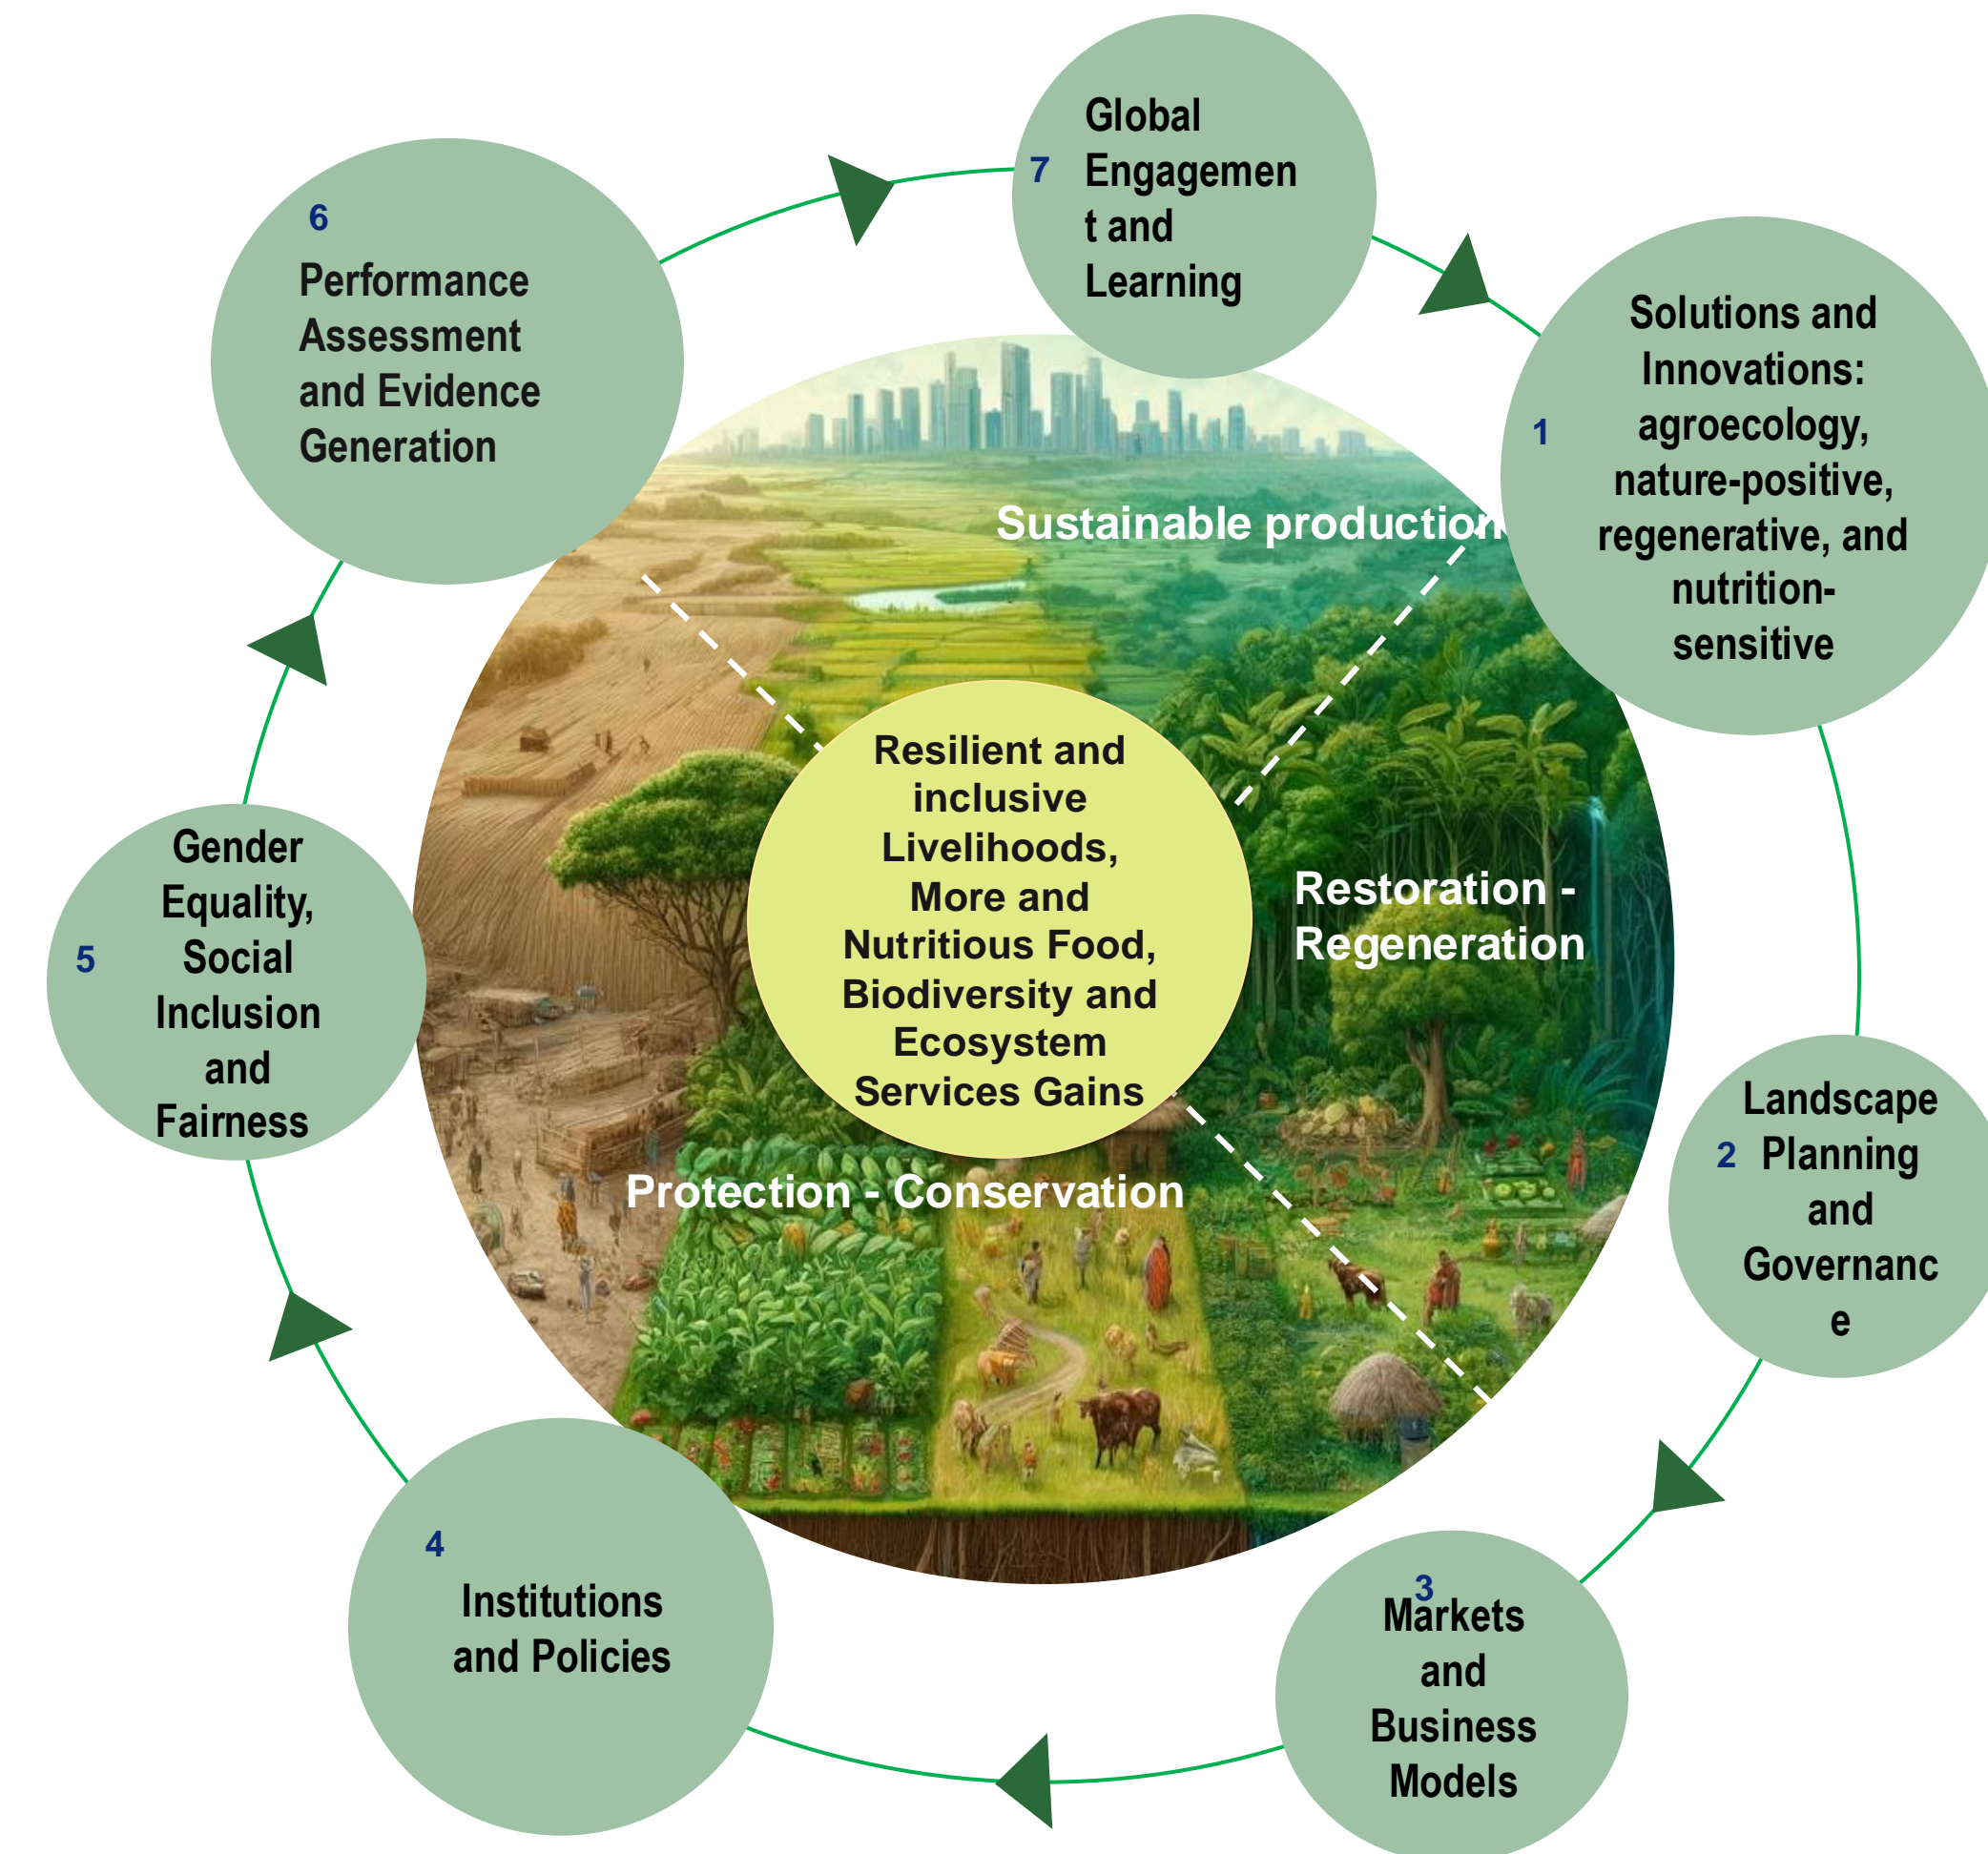 7
Global
Engagemen
t and
Learning
1
Solutions and
Innovations:
agroecology,
nature-positive,
regenerative, and
nutrition-
sensitive
2
Landscape
Planning
and
Governanc
e
3
Markets
and
Business
Models
4
Institutions
and Policies
5
Gender
Equality,
Social
Inclusion
and
Fairness
6
Performance
Assessment
and Evidence
Generation
Sustainable production
Resilient and
inclusive
Livelihoods,
More and
Nutritious Food,
Biodiversity and
Ecosystem
Services Gains
Restoration -
Regeneration
Protection - Conservation